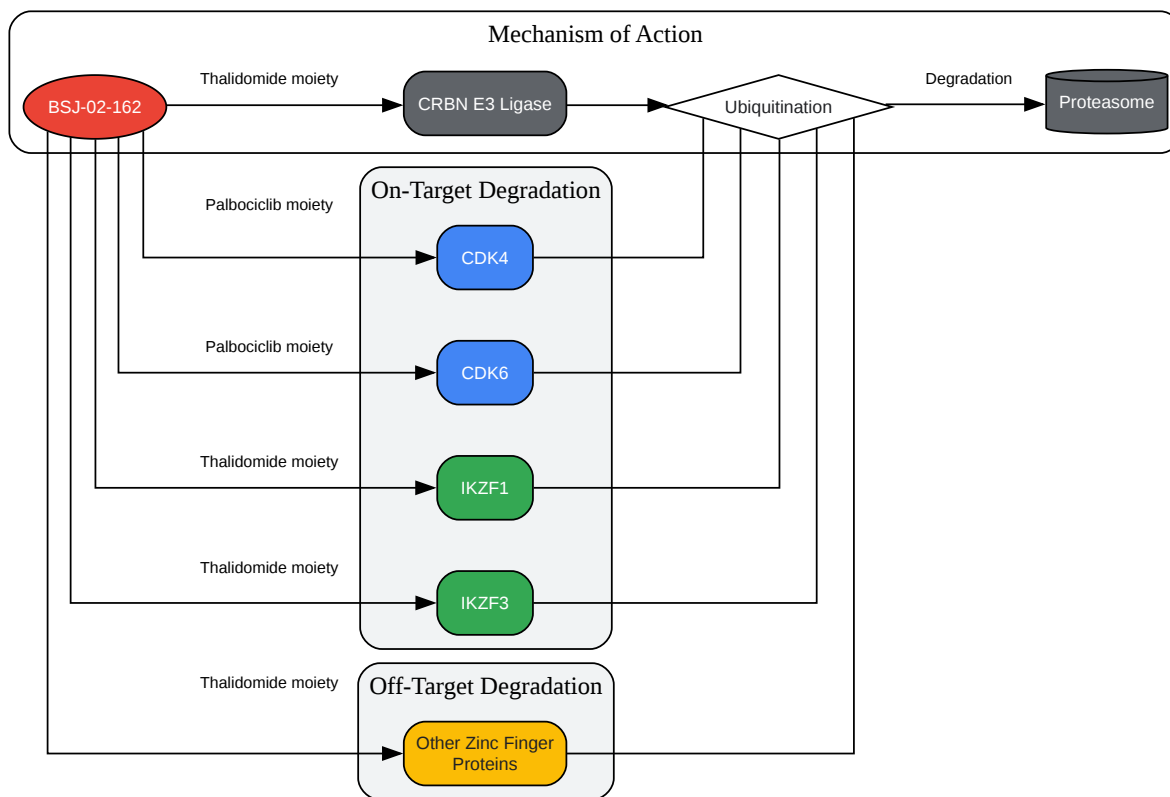 Mechanism of Action
Thalidomide moiety
Degradation
BSJ-02-162
CRBN E3 Ligase
Ubiquitination
Proteasome
On-Target Degradation
Palbociclib moiety
CDK4
Palbociclib moiety
CDK6
Thalidomide moiety
IKZF1
Thalidomide moiety
IKZF3
Thalidomide moiety
Off-Target Degradation
Other Zinc Finger
Proteins